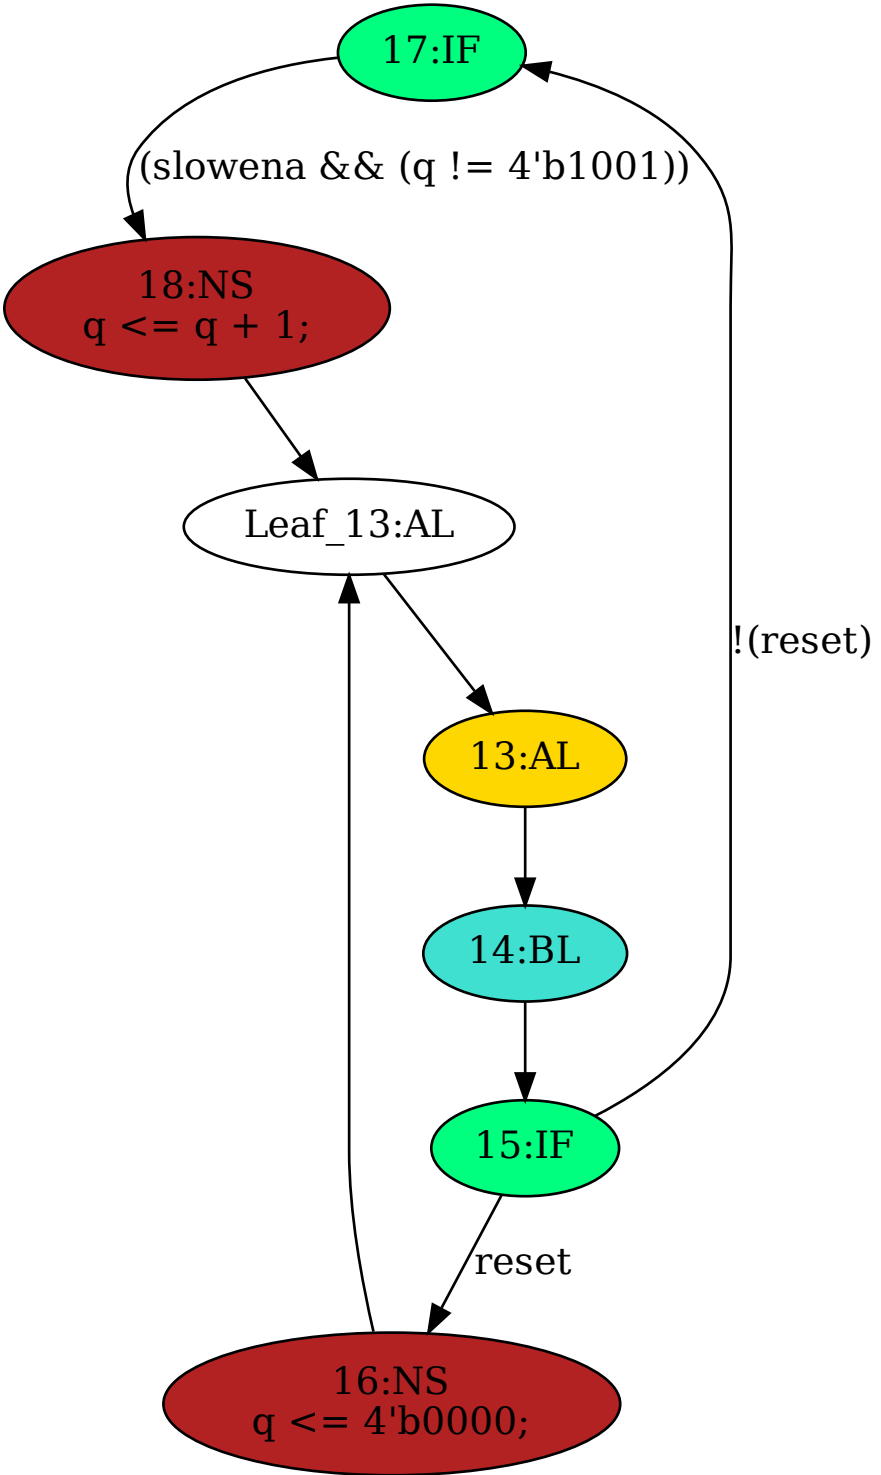 17:IF
(slowena && (q != 4'b1001))
18:NS
q <= q + 1;
Leaf_13:AL
!(reset)
13:AL
14:BL
15:IF
reset
16:NS
q <= 4'b0000;